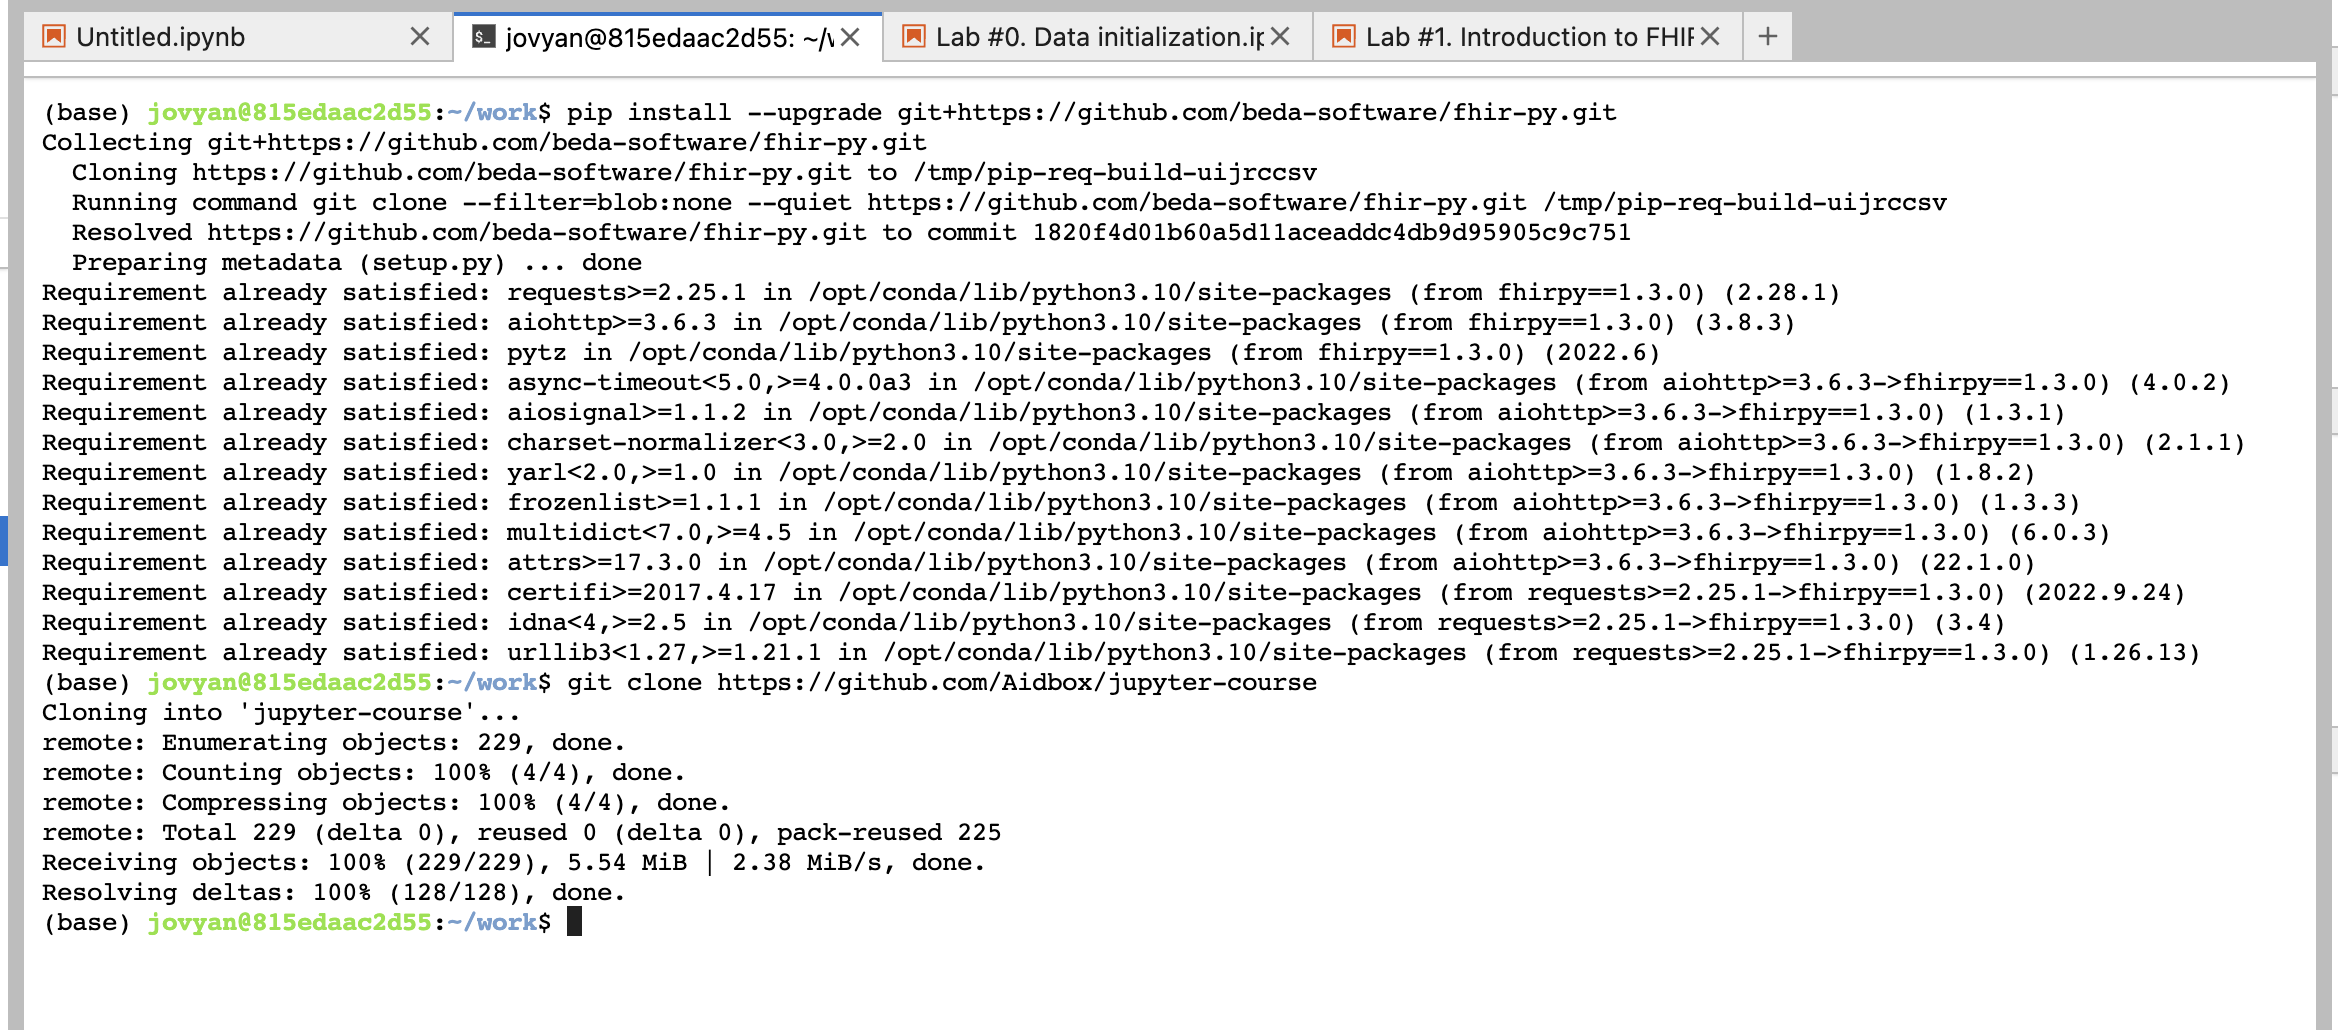 Untitled.ipynb
jovyan@815edaac2d55: ~/
Lab #0. Data initialization.ip
Lab #1. Introduction to FHIR
(base) jovyan@815edaac2d55:~/work$ pip install --upgrade git+https://github.com/beda-software/fhir-py.git
Collecting git+https://github.com/beda-software/fhir-py.git
  Cloning https://github.com/beda-software/fhir-py.git to /tmp/pip-req-build-uijrccsv
  Running command git clone --filter=blob:none --quiet https://github.com/beda-software/fhir-py.git /tmp/pip-req-build-uijrccsv
  Resolved https://github.com/beda-software/fhir-py.git to commit 1820f4d01b60a5d11aceaddc4db9d95905c9c751
  Preparing metadata (setup.py) ... done
Requirement already satisfied: requests>=2.25.1 in /opt/conda/lib/python3.10/site-packages (from fhirpy==1.3.0) (2.28.1)
Requirement already satisfied: aiohttp>=3.6.3 in /opt/conda/lib/python3.10/site-packages (from fhirpy==1.3.0) (3.8.3)
Requirement already satisfied: pytz in /opt/conda/lib/python3.10/site-packages (from fhirpy==1.3.0) (2022.6)
Requirement already satisfied: async-timeout<5.0,>=4.0.0a3 in /opt/conda/lib/python3.10/site-packages (from aiohttp>=3.6.3->fhirpy==1.3.0) (4.0.2)
Requirement already satisfied: aiosignal>=1.1.2 in /opt/conda/lib/python3.10/site-packages (from aiohttp>=3.6.3->fhirpy==1.3.0) (1.3.1)
Requirement already satisfied: charset-normalizer<3.0,>=2.0 in /opt/conda/lib/python3.10/site-packages (from aiohttp>=3.6.3->fhirpy==1.3.0) (2.1.1)
Requirement already satisfied: yarl<2.0,>=1.0 in /opt/conda/lib/python3.10/site-packages (from aiohttp>=3.6.3->fhirpy==1.3.0) (1.8.2)
Requirement already satisfied: frozenlist>=1.1.1 in /opt/conda/lib/python3.10/site-packages (from aiohttp>=3.6.3->fhirpy==1.3.0) (1.3.3)
Requirement already satisfied: multidict<7.0,>=4.5 in /opt/conda/lib/python3.10/site-packages (from aiohttp>=3.6.3->fhirpy==1.3.0) (6.0.3)
Requirement already satisfied: attrs>=17.3.0 in /opt/conda/lib/python3.10/site-packages (from aiohttp>=3.6.3->fhirpy==1.3.0) (22.1.0)
Requirement already satisfied: certifi>=2017.4.17 in /opt/conda/lib/python3.10/site-packages (from requests>=2.25.1->fhirpy==1.3.0) (2022.9.24)
Requirement already satisfied: idna<4,>=2.5 in /opt/conda/lib/python3.10/site-packages (from requests>=2.25.1->fhirpy==1.3.0) (3.4)
Requirement already satisfied: urllib3<1.27,>=1.21.1 in /opt/conda/lib/python3.10/site-packages (from requests>=2.25.1->fhirpy==1.3.0) (1.26.13)
(base) jovyan@815edaac2d55:~/work$ git clone https://github.com/Aidbox/jupyter-course
Cloning into 'jupyter-course'...
remote: Enumerating objects: 229, done.
remote: Counting objects: 100% (4/4), done.
remote: Compressing objects: 100% (4/4), done.
remote: Total 229 (delta 0), reused 0 (delta 0), pack-reused 225
Receiving objects: 100% (229/229), 5.54 MiB | 2.38 MiB/s, done.
Resolving deltas: 100% (128/128), done.
(base) jovyan@815edaac2d55:~/work$